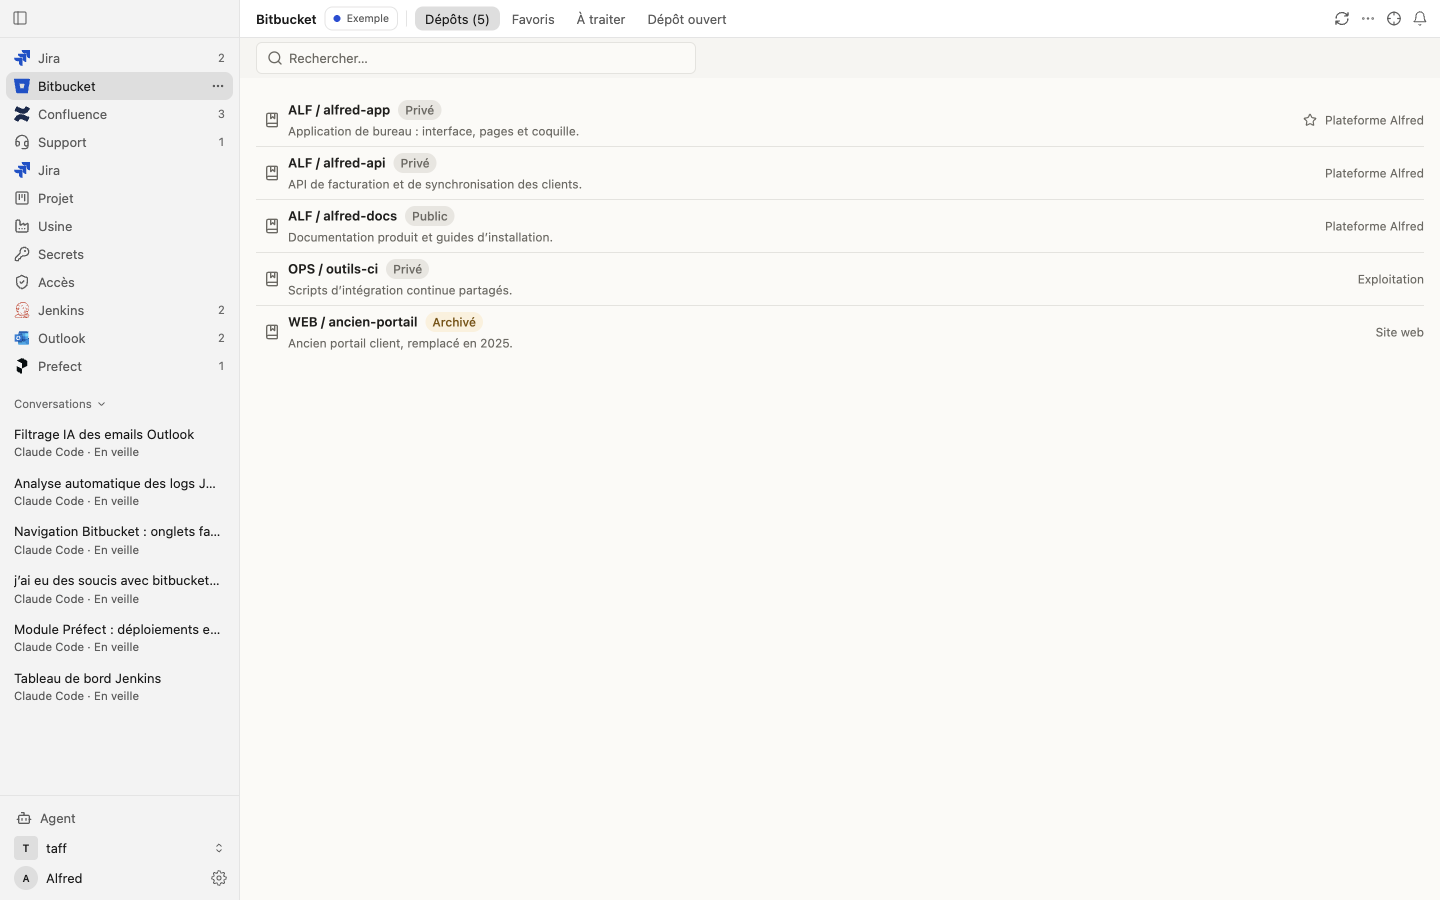 Bitbucket
Exemple
Dépôts (5)
Favoris
À traiter
Dépôt ouvert
Jira 2
Bitbucket
Confluence 3
Support 1
Jira
Projet
Usine
Secrets
Accès
Jenkins 2
Outlook 2
Prefect 1
Conversations
Filtrage IA des emails Outlook
Claude Code · En veille
Analyse automatique des logs J...
Claude Code · En veille
Navigation Bitbucket : onglets fa...
Claude Code · En veille
j’ai eu des soucis avec bitbucket...
Claude Code · En veille
Module Préfect : déploiements e...
Claude Code · En veille
Tableau de bord Jenkins
Claude Code · En veille
Agent
T taff
A Alfred
Rechercher...
ALF / alfred-app Privé
Application de bureau : interface, pages et coquille.
Plateforme Alfred
ALF / alfred-api Privé
API de facturation et de synchronisation des clients.
Plateforme Alfred
ALF / alfred-docs Public
Documentation produit et guides d’installation.
Plateforme Alfred
OPS / outils-ci Privé
Scripts d’intégration continue partagés.
Exploitation
WEB / ancien-portail Archivé
Ancien portail client, remplacé en 2025.
Site web